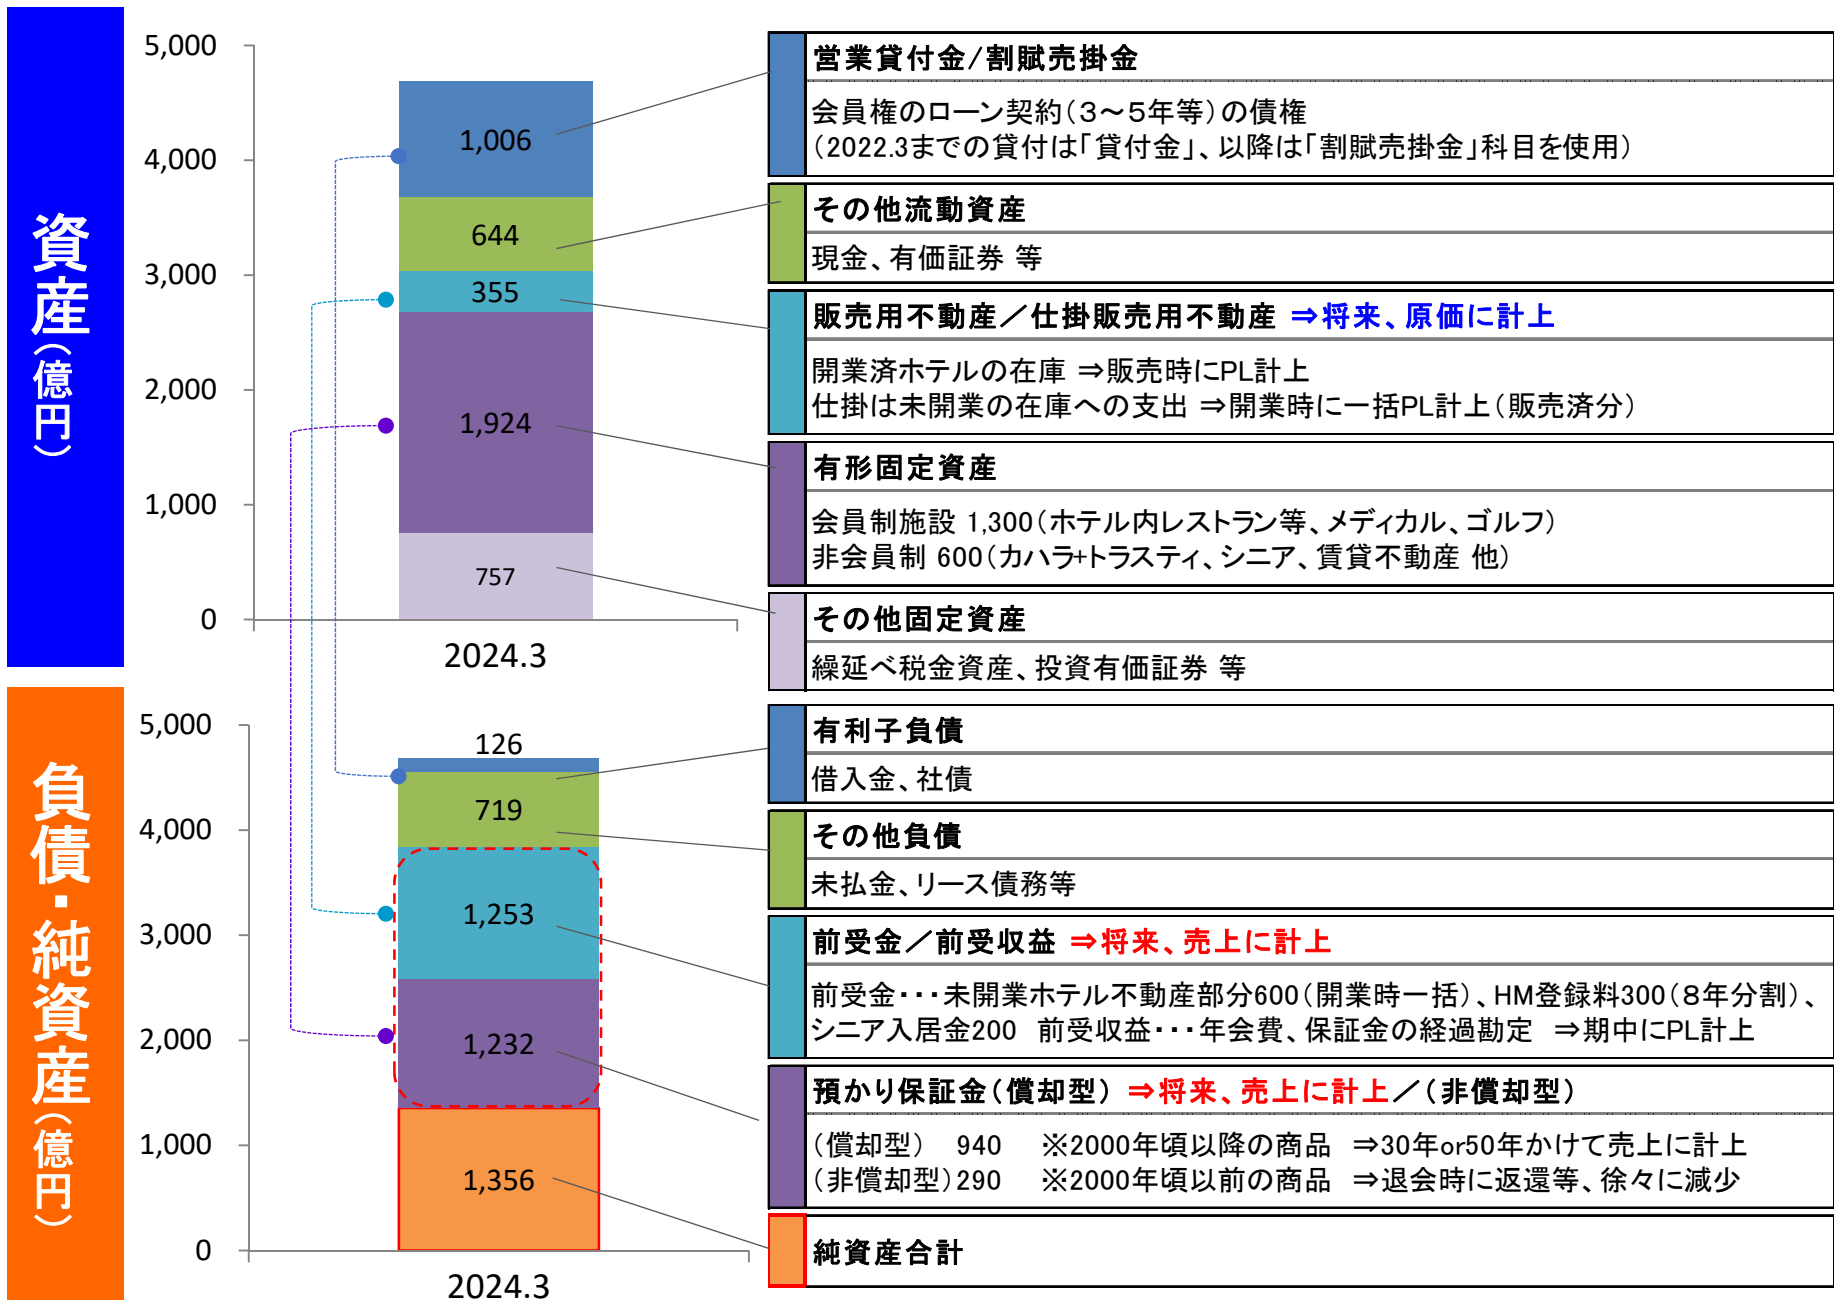 資産(億円)
5,000
4,000
3,000
2,000
1,000
0
1,006
644
355
1,924
757
2024.3
営業貸付金/割賦売掛金
会員権のローン契約(3~5年等)の債権
(2022.3までの貸付は「貸付金」、以降は「割賦売掛金」科目を使用)
その他流動資産
現金、有価証券 等
販売用不動産/仕掛販売用不動産 ⇒将来、原価に計上
開業済ホテルの在庫 ⇒販売時にPL計上
仕掛は未開業の在庫への支出 ⇒開業時に一括PL計上(販売済分)
有形固定資産
会員制施設 1,300(ホテル内レストラン等、メディカル、ゴルフ)
非会員制 600(カハラ+トラスティ、シニア、賃貸不動産 他)
その他固定資産
繰延べ税金資産、投資有価証券 等
負債・純資産(億円)
5,000
4,000
3,000
2,000
1,000
0
126
719
1,253
1,232
1,356
2024.3
有利子負債
借入金、社債
その他負債
未払金、リース債務等
前受金/前受収益 ⇒将来、売上に計上
前受金・・・未開業ホテル不動産部分600(開業時一括)、HM登録料300(8年分割)、
シニア入居金200 前受収益・・・年会費、保証金の経過勘定 ⇒期中にPL計上
預かり保証金(償却型) ⇒将来、売上に計上/(非償却型)
(償却型) 940 ※2000年頃以降の商品 ⇒30年or50年かけて売上に計上
(非償却型)290 ※2000年頃以前の商品 ⇒退会時に返還等、徐々に減少
純資産合計